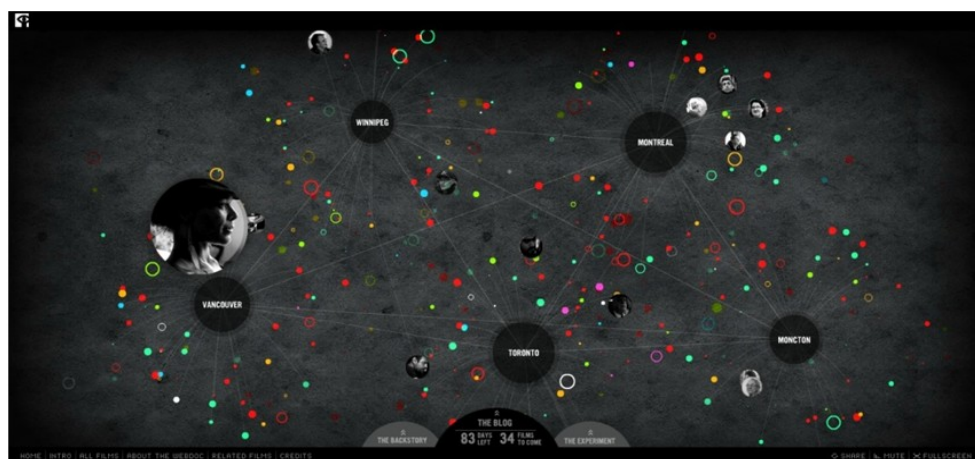 WINNIPEG
MONTREAL
VANCOUVER
TORONTO
MONCTON
THE BACKSTORY
THE BLOG
83 DAYS LEFT 34 FILMS TO COME
THE EXPERIMENT
HOME | INTRO | ALL FILMS | ABOUT THE WEBDOC | RELATED FILMS | CREDITS
SHARE | MUTE | FULLSCREEN